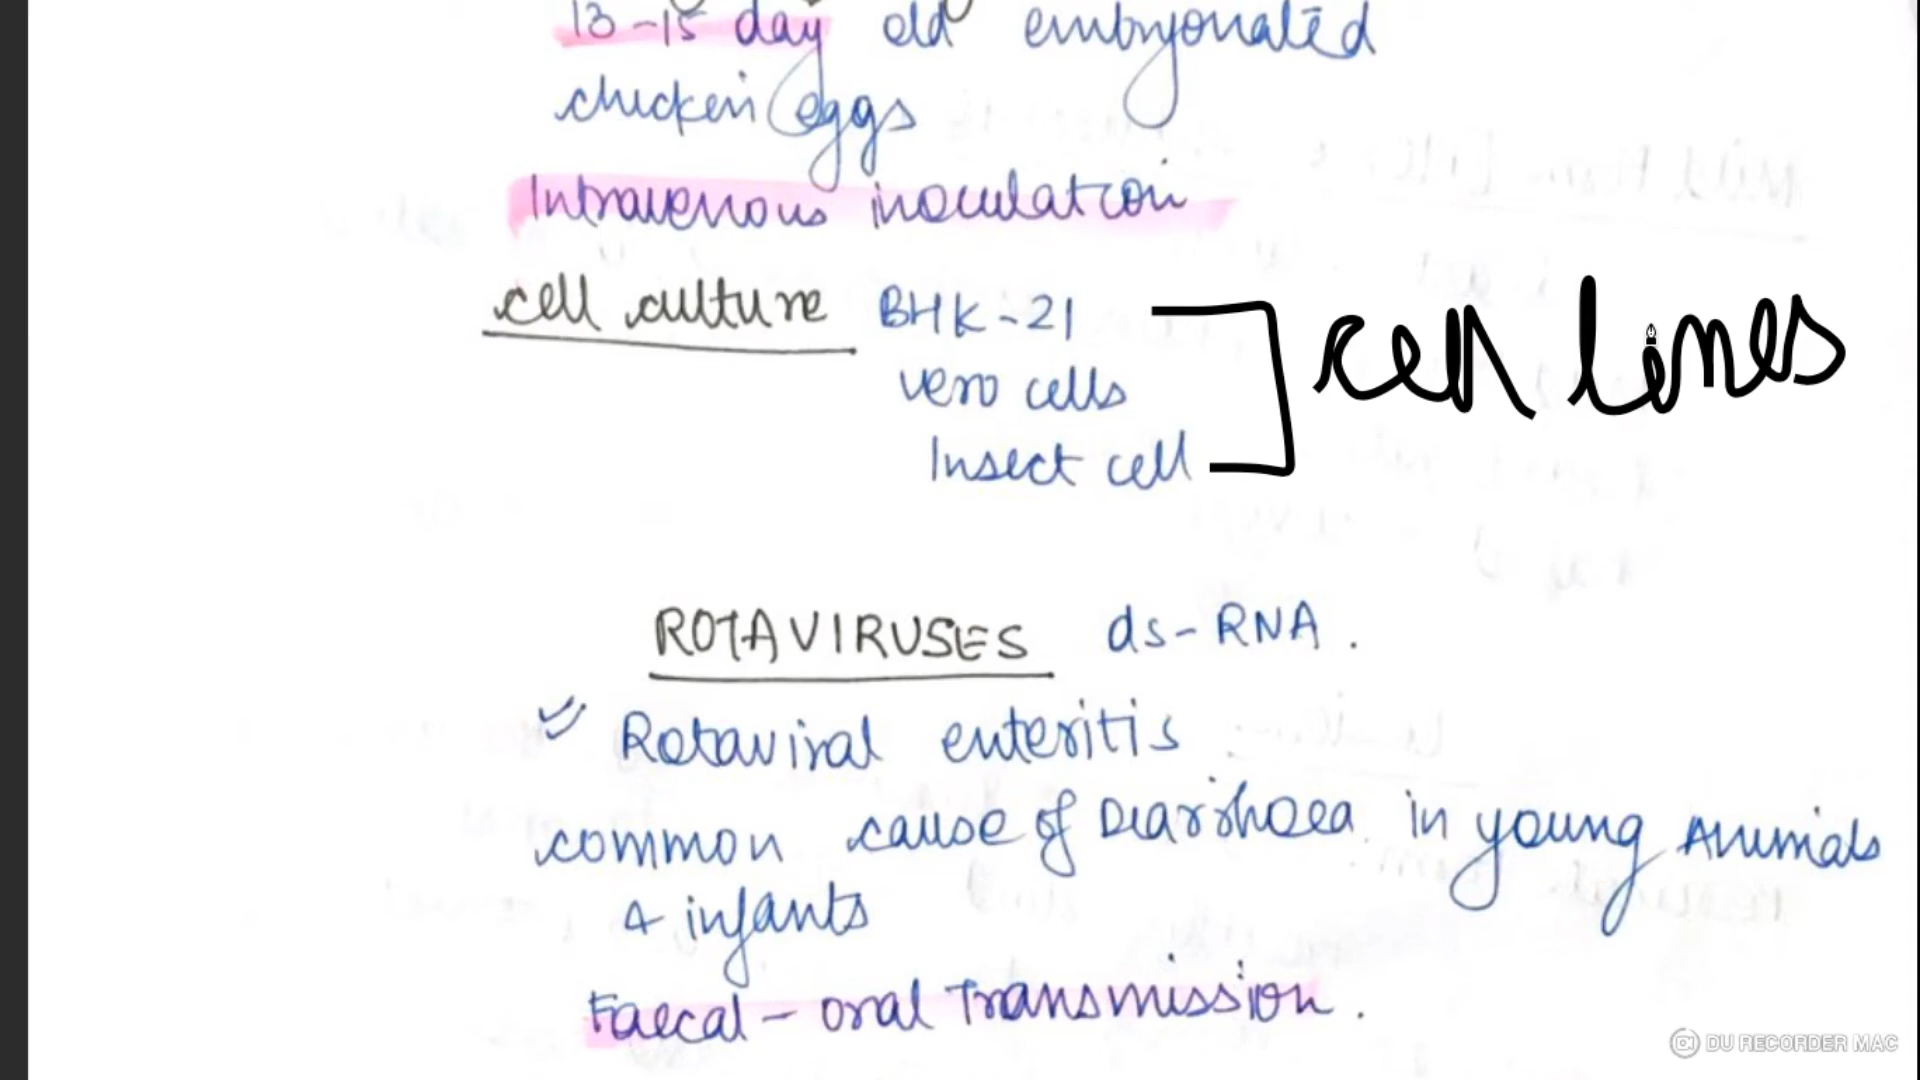 13-15 day old embryonated
chicken eggs
Intravenous inoculation
cell culture BHK-21
vero cells
Insect cell
cell lines
ROTAVIRUSES ds-RNA.
Rotaviral enteritis
common cause of Diarrhoea in young Animals
& infants
Faecal-oral Transmission.
DU RECORDER MAC